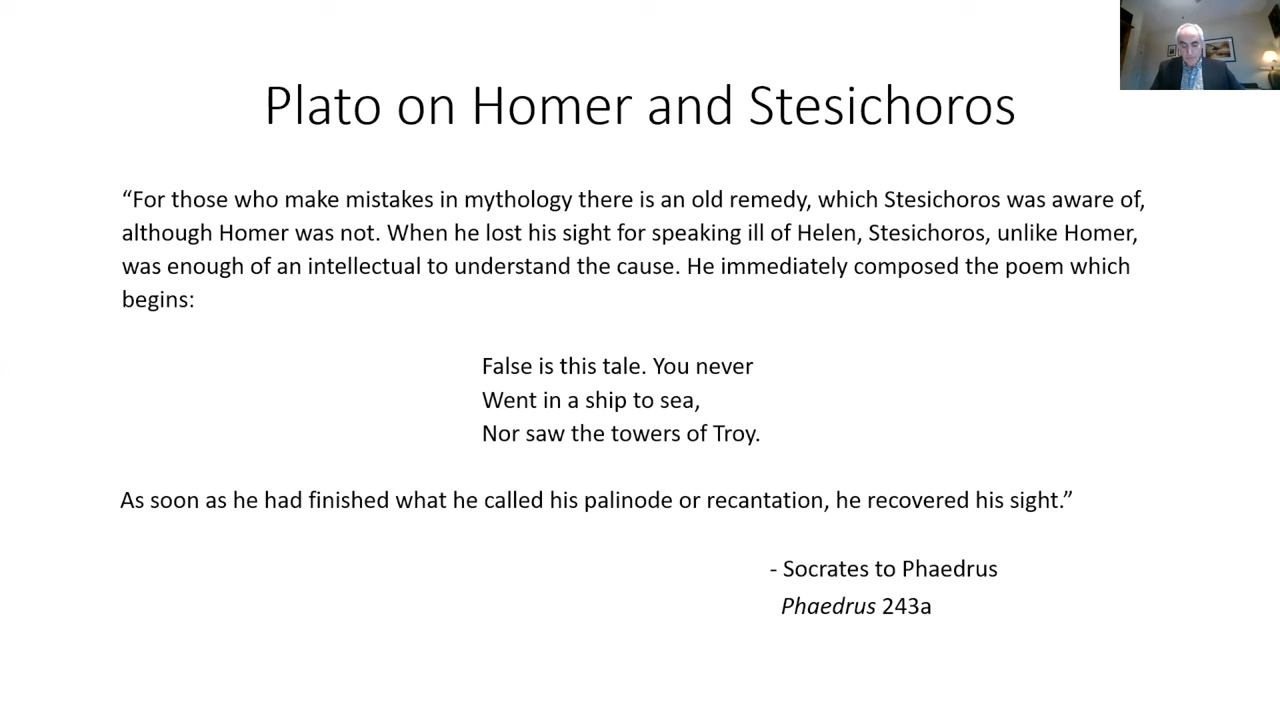 Plato on Homer and Stesichoros
“For those who make mistakes in mythology there is an old remedy, which Stesichoros was aware of,
although Homer was not. When he lost his sight for speaking ill of Helen, Stesichoros, unlike Homer,
was enough of an intellectual to understand the cause. He immediately composed the poem which
begins:
False is this tale. You never
Went in a ship to sea,
Nor saw the towers of Troy.
As soon as he had finished what he called his palinode or recantation, he recovered his sight.”
- Socrates to Phaedrus
Phaedrus 243a